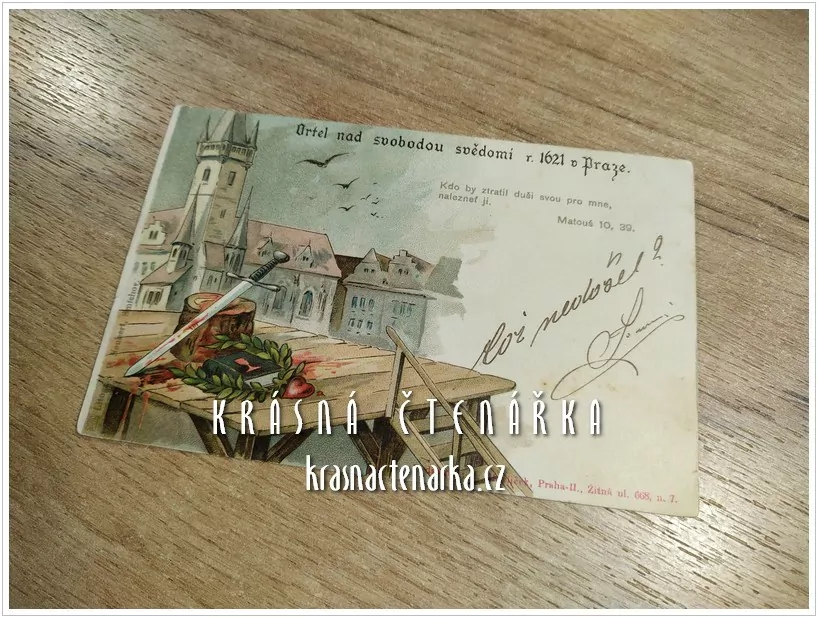 Ortel nad svobodou svědomí r. 1621 v Praze.
Kdo by ztratil duši svou pro mne,
nalezneť ji.
Matouš 10, 39.
nedošel?
KRÁSNÁ ČTENÁŘKA
krasnactenarka.cz
Praha-II., Žitná ul. 608, n. 7.